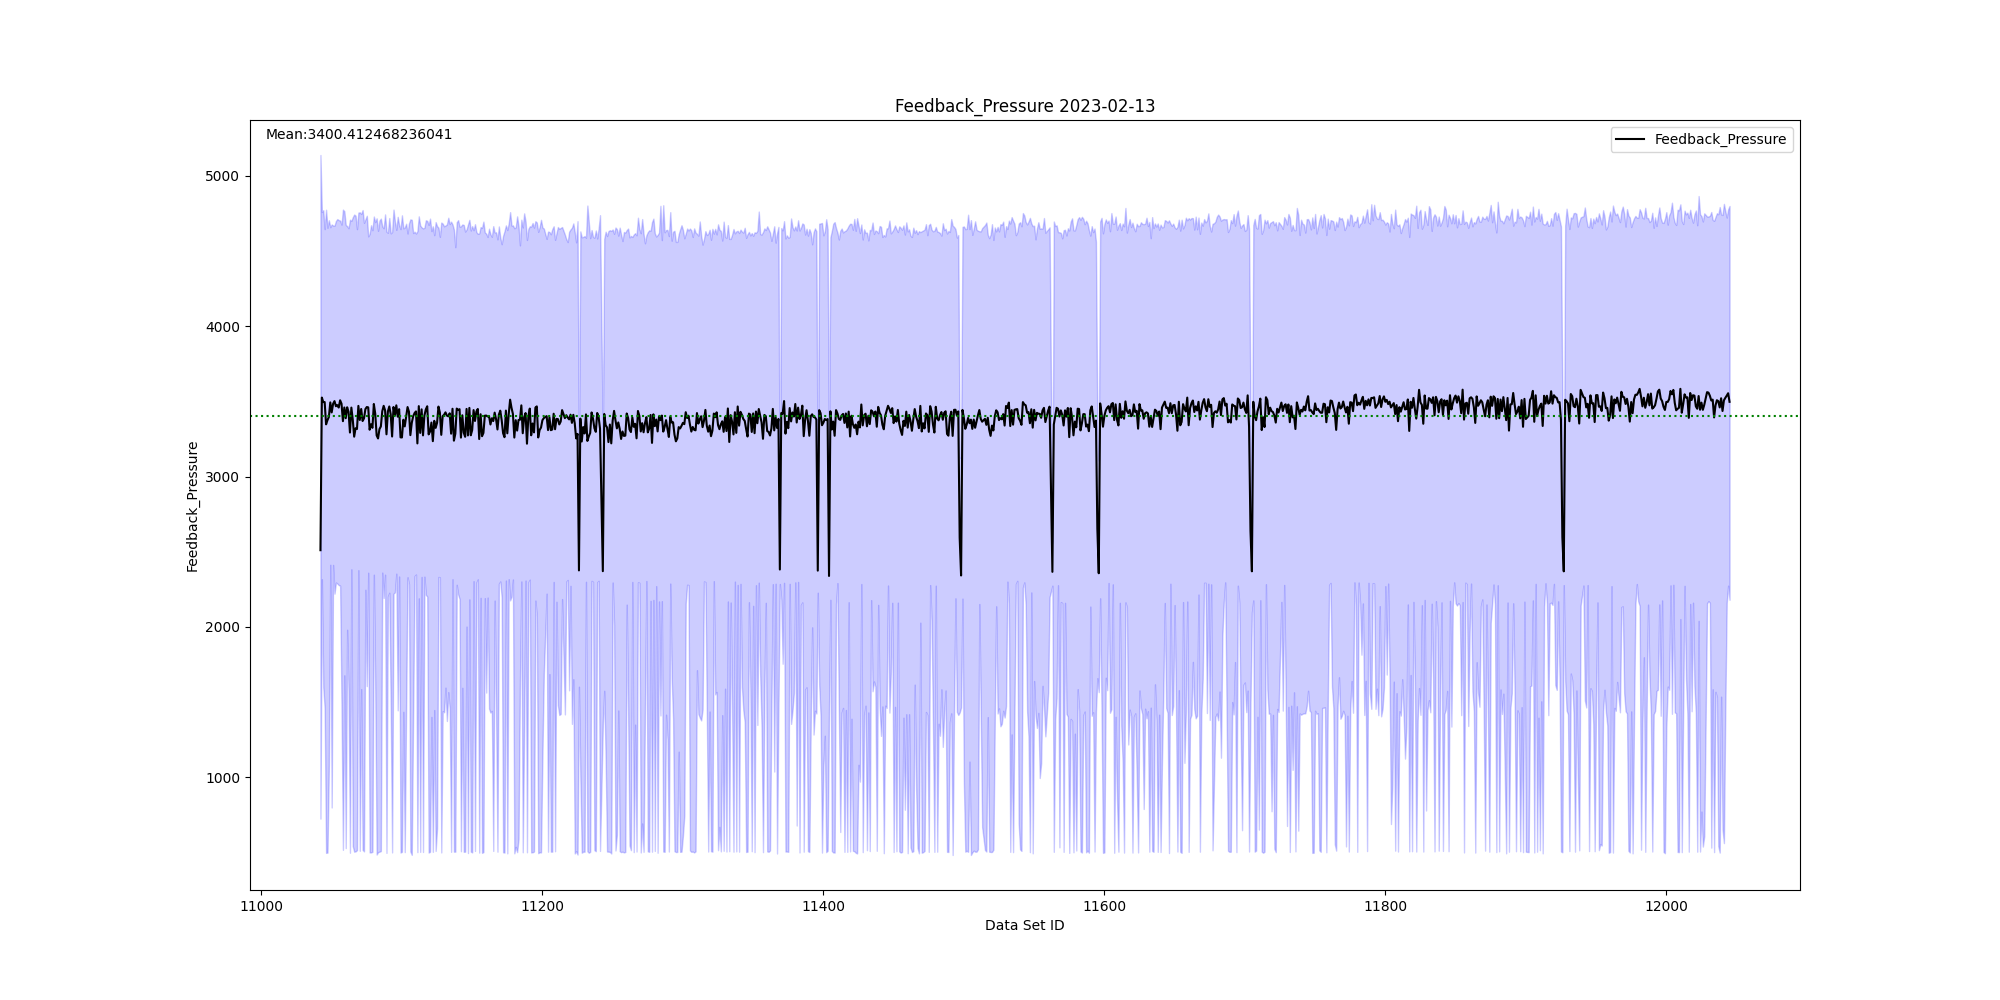 Feedback_Pressure 2023-02-13
Mean:3400.412468236041
Feedback_Pressure
5000
4000
3000
2000
1000
Feedback_Pressure
11000
11200
11400
11600
11800
12000
Data Set ID